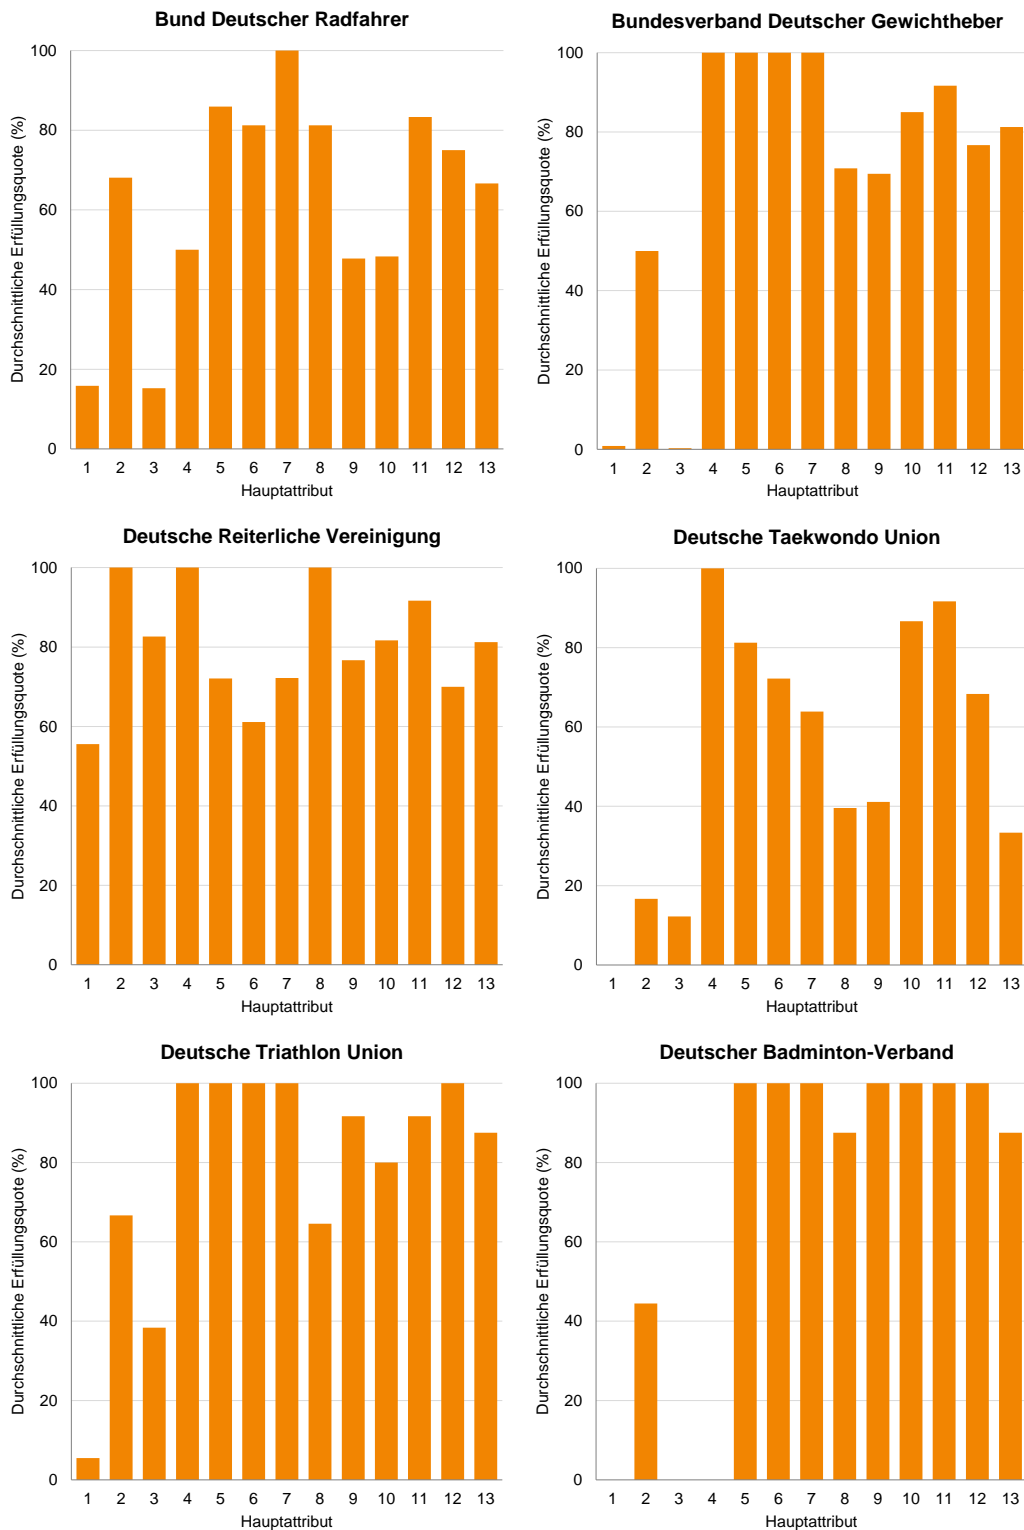 Bund Deutscher Radfahrer
Durchschnittliche Erfüllungsquote (%)
100
80
60
40
20
0
1 2 3 4 5 6 7 8 9 10 11 12 13
Hauptattribut
Bundesverband Deutscher Gewichtheber
Durchschnittliche Erfüllungsquote (%)
100
80
60
40
20
0
1 2 3 4 5 6 7 8 9 10 11 12 13
Hauptattribut
Deutsche Reiterliche Vereinigung
Durchschnittliche Erfüllungsquote (%)
100
80
60
40
20
0
1 2 3 4 5 6 7 8 9 10 11 12 13
Hauptattribut
Deutsche Taekwondo Union
Durchschnittliche Erfüllungsquote (%)
100
80
60
40
20
0
1 2 3 4 5 6 7 8 9 10 11 12 13
Hauptattribut
Deutsche Triathlon Union
Durchschnittliche Erfüllungsquote (%)
100
80
60
40
20
0
1 2 3 4 5 6 7 8 9 10 11 12 13
Hauptattribut
Deutscher Badminton-Verband
Durchschnittliche Erfüllungsquote (%)
100
80
60
40
20
0
1 2 3 4 5 6 7 8 9 10 11 12 13
Hauptattribut